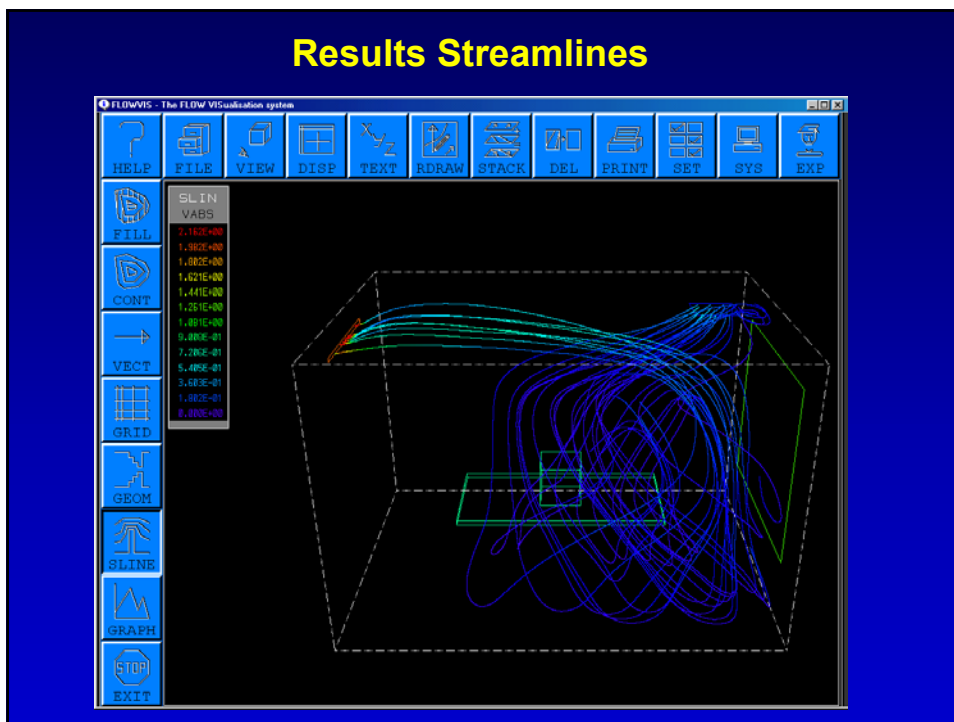 Results Streamlines
FLOWVIS - The FLOW VISualisation system
HELP FILE VIEW DISP TEXT RDRAW STACK DEL PRINT SET SYS EXP
FILL
CONT
VECT
GRID
GEOM
SLINE
GRAPH
STOP
EXIT
SLIN
VABS
2.162E+00
1.982E+00
1.802E+00
1.621E+00
1.441E+00
1.261E+00
1.081E+00
9.008E-01
7.206E-01
5.405E-01
3.603E-01
1.802E-01
0.000E+00